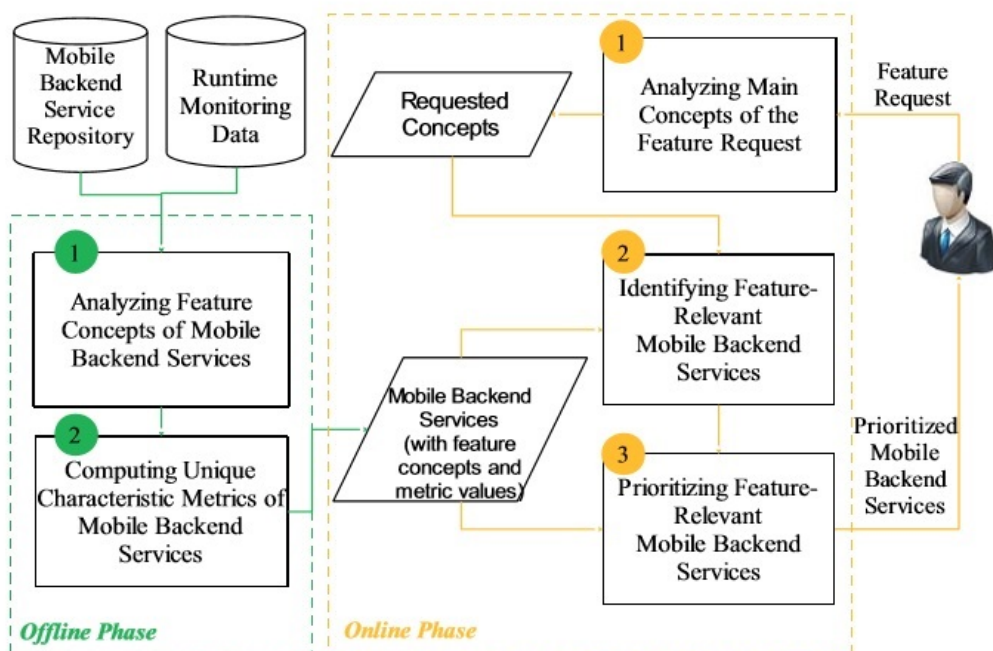 Mobile
Backend
Service
Repository
Runtime
Monitoring
Data
1
Analyzing Feature
Concepts of Mobile
Backend Services
2
Computing Unique
Characteristic Metrics of
Mobile Backend
Services
Offline Phase
Requested
Concepts
1
Analyzing Main
Concepts of the
Feature Request
Feature
Request
2
Identifying Feature-
Relevant
Mobile Backend
Services
Mobile Backend
Services
(with feature
concepts and
metric values)
3
Prioritizing Feature-
Relevant
Mobile Backend
Services
Prioritized
Mobile
Backend
Services
Online Phase